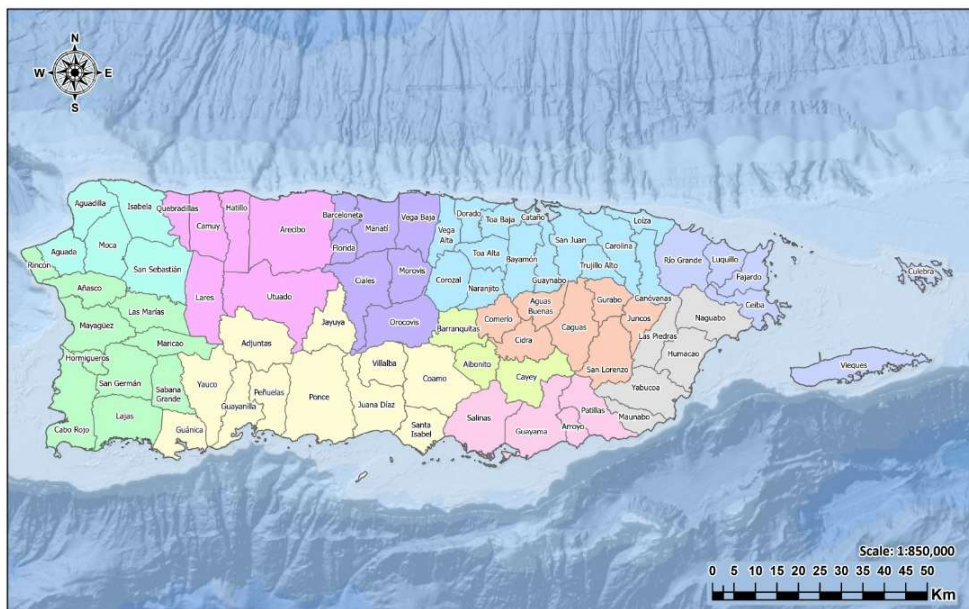 N
W E
S
Aguadilla
Isabela
Quebradillas
Camuy
Hatillo
Arecibo
Barceloneta
Manatí
Vega Baja
Florida
Vega
Alta
Dorado
Toa Baja
Cataño
San Juan
Loíza
Carolina
Toa Alta
Bayamón
Trujillo Alto
Guaynabo
Canóvanas
Río Grande
Luquillo
Fajardo
Ceiba
Culebra
Vieques
Aguada
Moca
San Sebastián
Rincón
Añasco
Lares
Utuado
Ciales
Morovis
Orocovis
Corozal
Naranjito
Mayagüez
Las Marías
Maricao
Hormigueros
San Germán
Sabana
Grande
Cabo Rojo
Lajas
Guánica
Yauco
Guayanilla
Peñuelas
Adjuntas
Jayuya
Ponce
Villalba
Juana Díaz
Coamo
Santa
Isabel
Barranquitas
Aibonito
Cayey
Comerío
Aguas
Buenas
Cidra
Caguas
Gurabo
Juncos
San Lorenzo
Las Piedras
Naguabo
Humacao
Yabucoa
Maunabo
Salinas
Guayama
Arroyo
Patillas
Scale: 1:850,000
0 5 10 15 20 25 30 35 40 45 50
Km